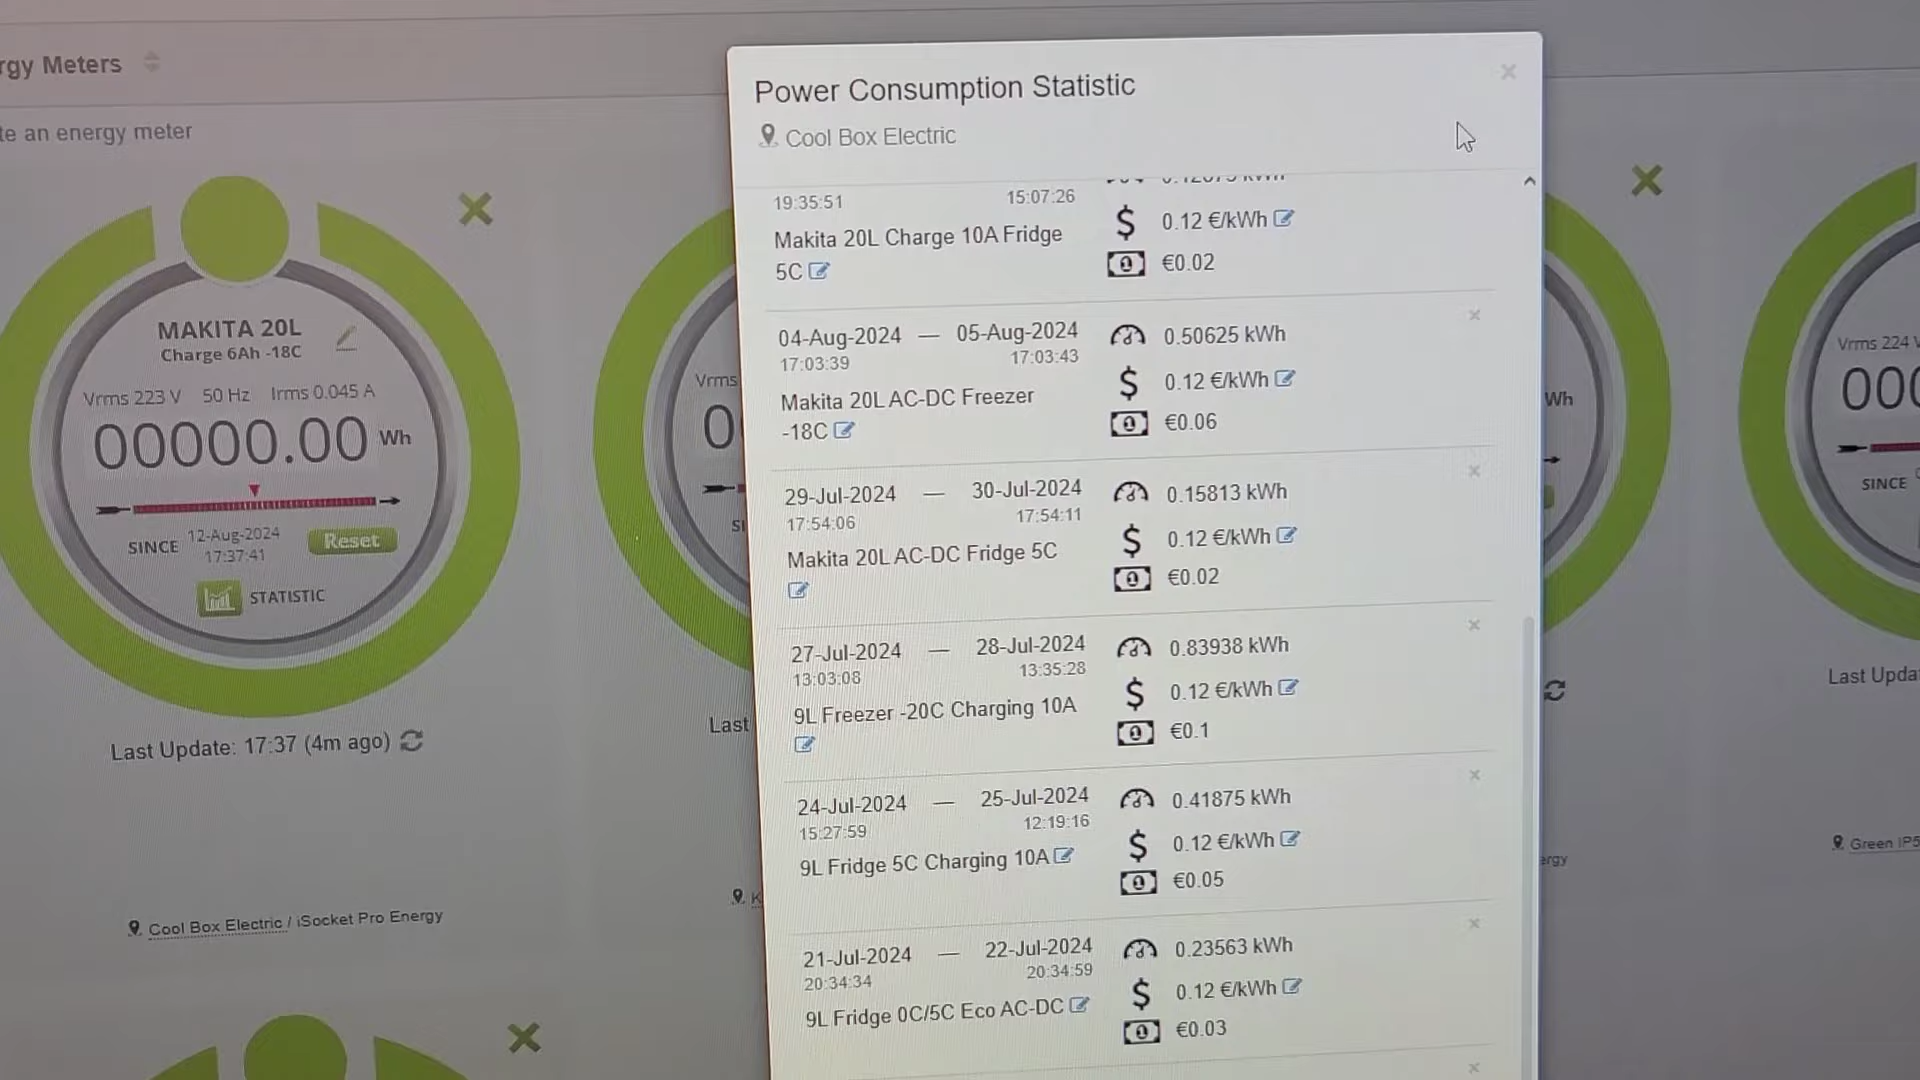 rgy Meters
te an energy meter
MAKITA 20L
Charge 6Ah -18C
Vrms 223 V 50 Hz Irms 0.045 A
00000.00 Wh
SINCE 12-Aug-2024
17:37:41
Reset
STATISTIC
Last Update: 17:37 (4m ago)
Cool Box Electric / iSocket Pro Energy
Vrms
0
SI
Last
K
Power Consumption Statistic
Cool Box Electric
19:35:51 15:07:26
Makita 20L Charge 10A Fridge
5C
$ 0.12 €/kWh
€0.02
04-Aug-2024 — 05-Aug-2024
17:03:39 17:03:43
Makita 20L AC-DC Freezer
-18C
0.50625 kWh
$ 0.12 €/kWh
€0.06
29-Jul-2024 — 30-Jul-2024
17:54:06 17:54:11
Makita 20L AC-DC Fridge 5C
0.15813 kWh
$ 0.12 €/kWh
€0.02
27-Jul-2024 — 28-Jul-2024
13:03:08 13:35:28
9L Freezer -20C Charging 10A
0.83938 kWh
$ 0.12 €/kWh
€0.1
24-Jul-2024 — 25-Jul-2024
15:27:59 12:19:16
9L Fridge 5C Charging 10A
0.41875 kWh
$ 0.12 €/kWh
€0.05
21-Jul-2024 — 22-Jul-2024
20:34:34 20:34:59
9L Fridge 0C/5C Eco AC-DC
0.23563 kWh
$ 0.12 €/kWh
€0.03
Wh
ergy
Vrms 224 V
000
SINCE
Last Upda
Green IP5